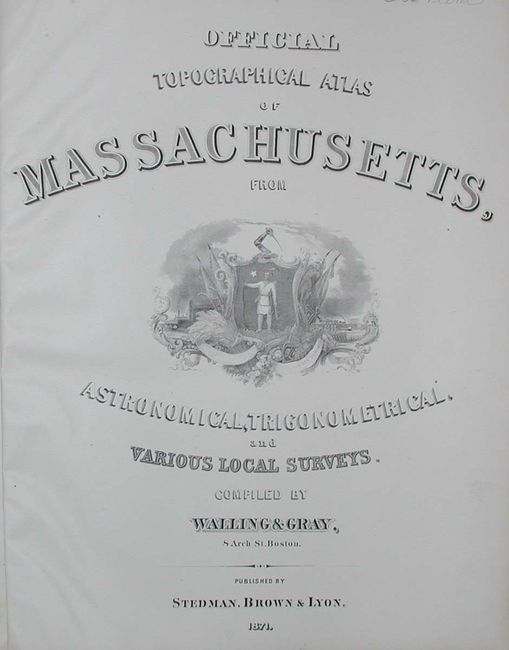 OFFICIAL
TOPOGRAPHICAL ATLAS
OF
MASSACHUSETTS,
FROM
ASTRONOMICAL, TRIGONOMETRICAL.
and
VARIOUS LOCAL SURVEYS.
COMPILED BY
WALLING & GRAY,
8 Arch St. Boston.
PUBLISHED BY
STEDMAN, BROWN & LYON.
1871.